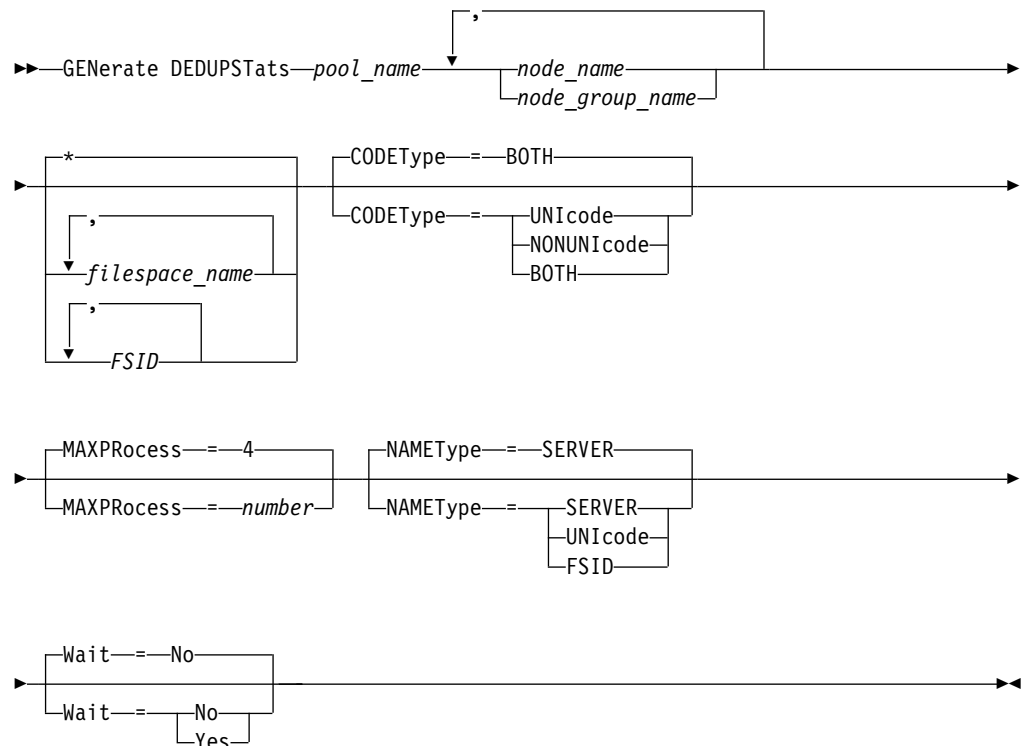 ,
GENerate DEDUPSTats pool_name node_name
node_group_name
* CODEType = BOTH
CODEType = UNIcode
NONUNIcode
BOTH
,
filespace_name
,
FSID
MAXPRocess = 4 NAMEType = SERVER
MAXPRocess = number NAMEType = SERVER
UNIcode
FSID
Wait = No
Wait = No
Yes